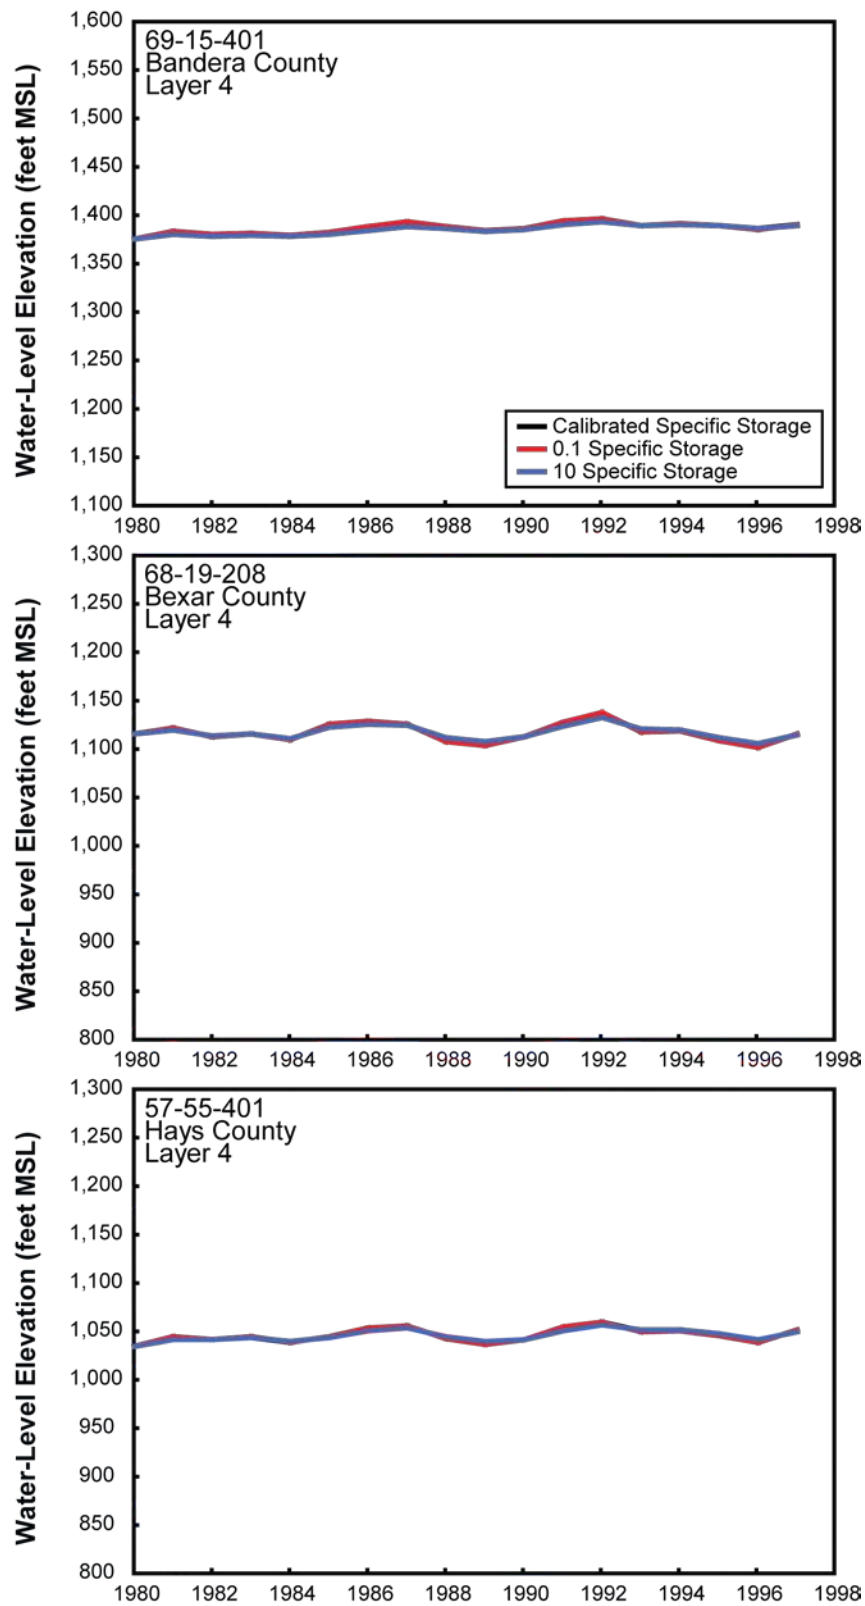 1,600
69-15-401
Bandera County
Layer 4
1,550
1,500
1,450
1,400
1,350
1,300
1,250
1,200
1,150
1,100
Water-Level Elevation (feet MSL)
Calibrated Specific Storage
0.1 Specific Storage
10 Specific Storage
1980 1982 1984 1986 1988 1990 1992 1994 1996 1998
1,300
68-19-208
Bexar County
Layer 4
1,250
1,200
1,150
1,100
1,050
1,000
950
900
850
800
Water-Level Elevation (feet MSL)
1980 1982 1984 1986 1988 1990 1992 1994 1996 1998
1,300
57-55-401
Hays County
Layer 4
1,250
1,200
1,150
1,100
1,050
1,000
950
900
850
800
Water-Level Elevation (feet MSL)
1980 1982 1984 1986 1988 1990 1992 1994 1996 1998